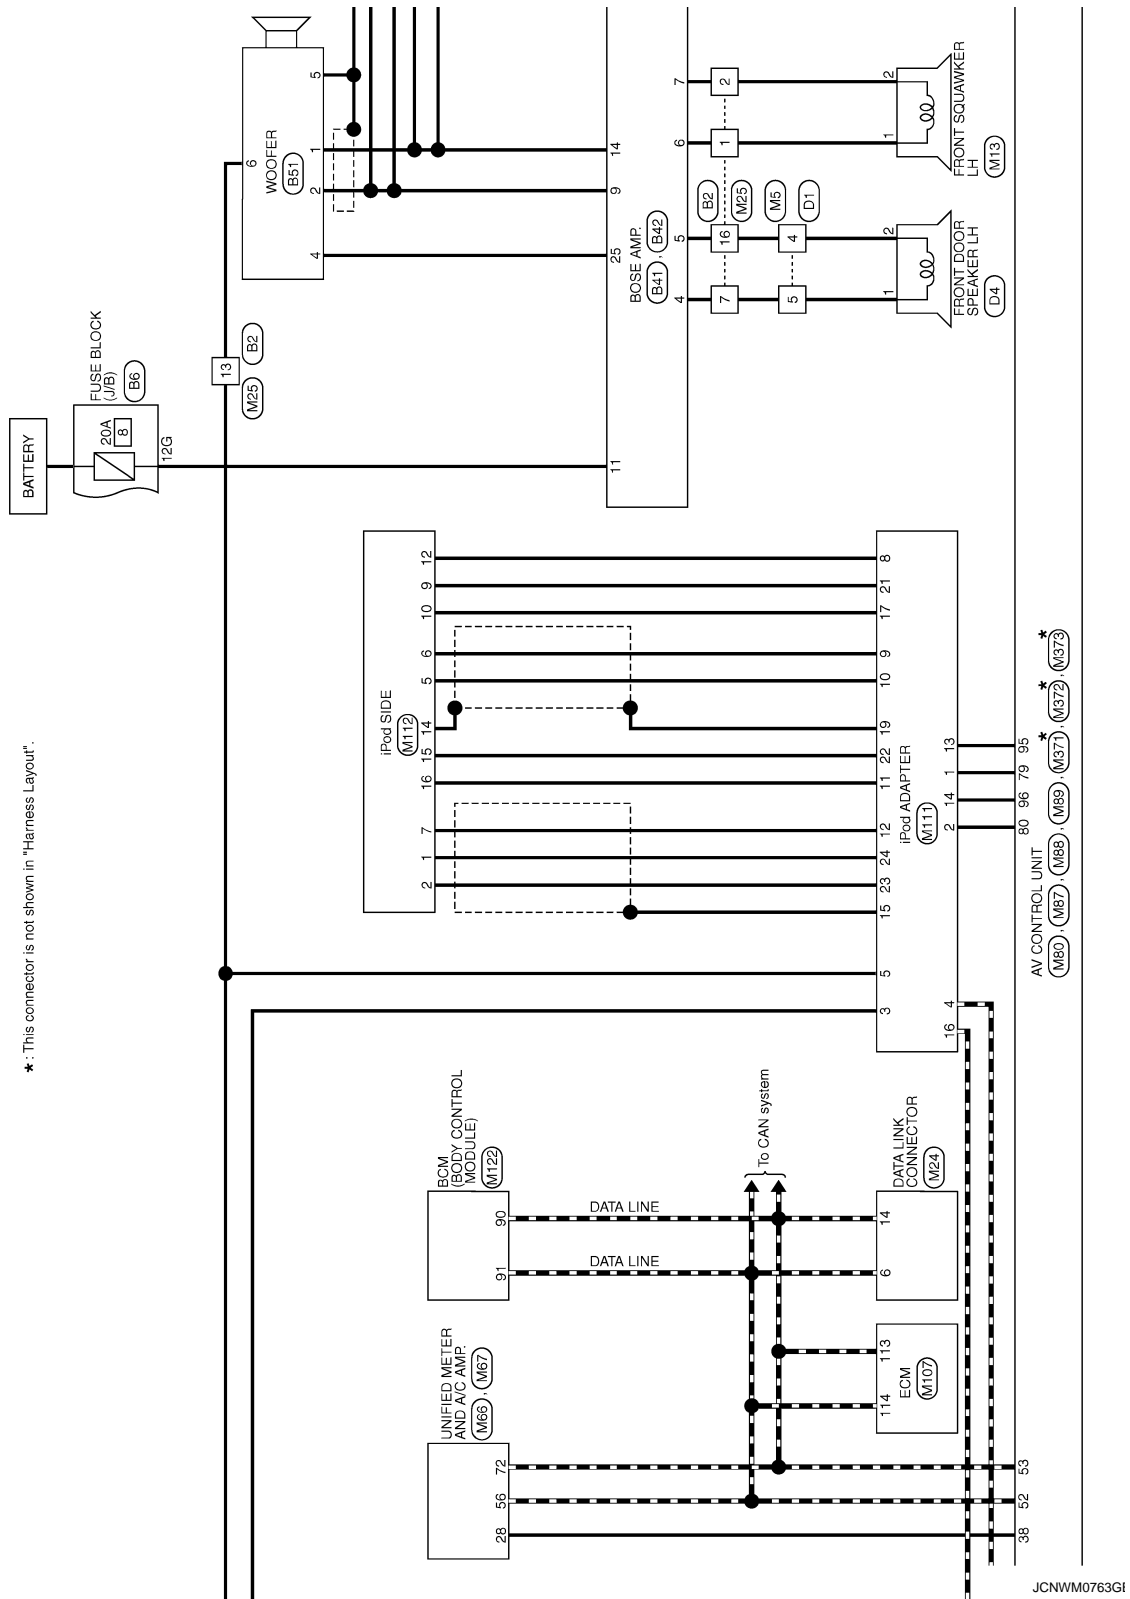 ★ : This connector is not shown in "Harness Layout".
BATTERY
FUSE BLOCK
(J/B)
B6
20A
8
12G
M25
13
B2
6
WOOFER
B51
4
2
1
5
11
25
9
14
BOSE AMP.
B41 , B42
4
5
6
7
7
16
1
2
B2
M25
5
4
M5
D1
1
2
FRONT DOOR
SPEAKER LH
D4
1
2
FRONT SQUAWKER
LH
M13
iPod SIDE
M112
2
1
7
16
15
14
5
6
10
9
12
3
5
15
23
24
12
11
22
19
10
9
17
21
8
iPod ADAPTER
M111
16
4
2
14
1
13
80
96
79
95
AV CONTROL UNIT
M80 , M87 , M88 , M89 , M371★ , M372★ , M373★
BCM
(BODY CONTROL
MODULE)
M122
91
90
DATA LINE
DATA LINE
To CAN system
6
14
DATA LINK
CONNECTOR
M24
UNIFIED METER
AND A/C AMP.
M66 , M67
28
56
72
114
113
ECM
M107
38
52
53
JCNWM0763GE